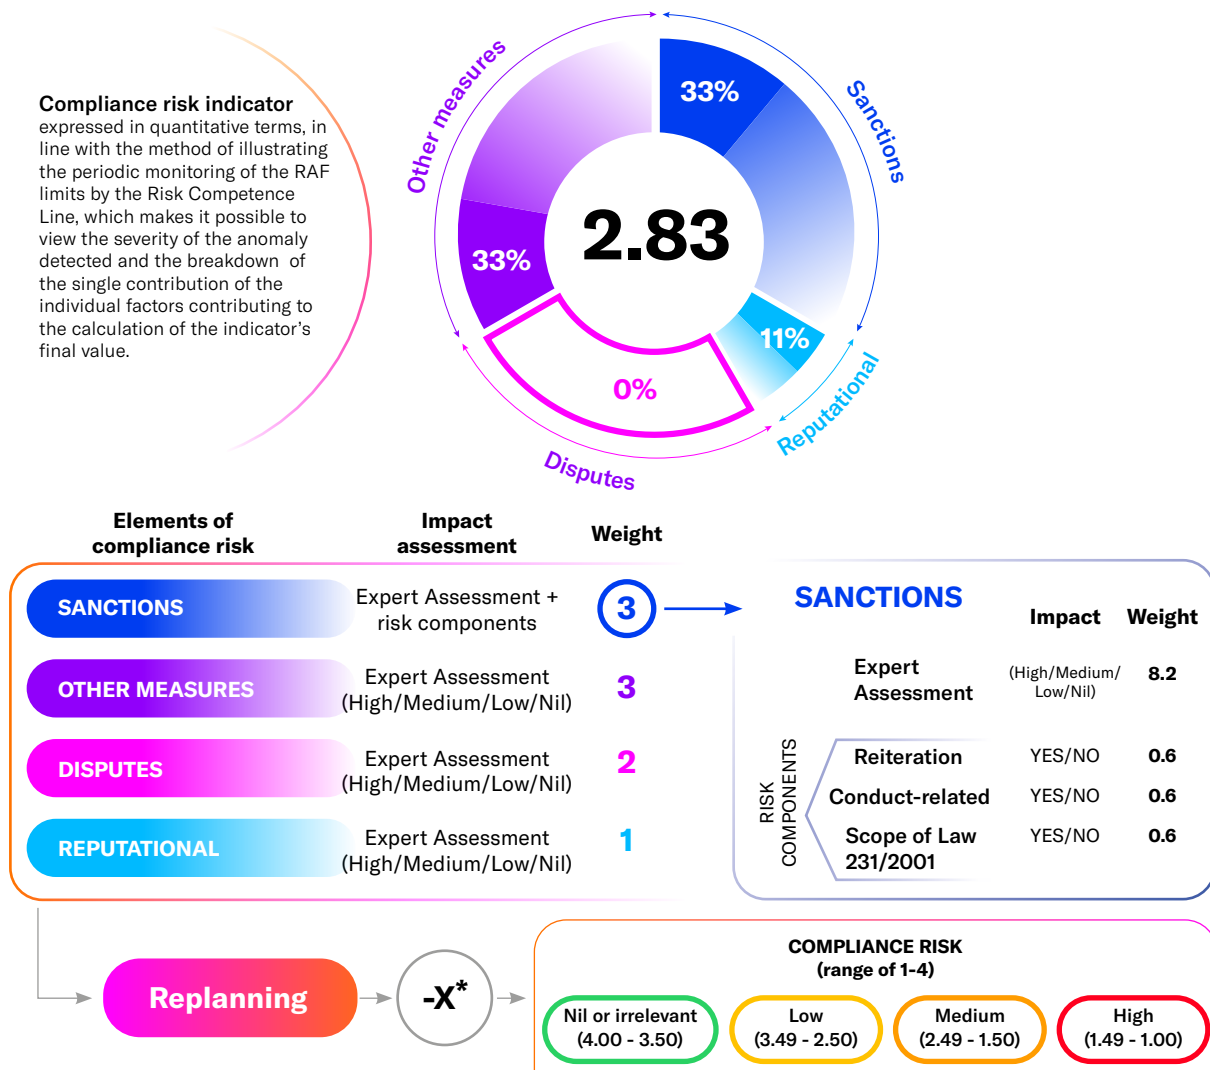 Compliance risk indicator
expressed in quantitative terms, in
line with the method of illustrating
the periodic monitoring of the RAF
limits by the Risk Competence
Line, which makes it possible to
view the severity of the anomaly
detected and the breakdown of
the single contribution of the
individual factors contributing to
the calculation of the indicator's
final value.
Other measures
33%
Sanctions
2.83
33%
11%
0%
Reputational
Disputes
Elements of
compliance risk
Impact
assessment
Weight
SANCTIONS
Expert Assessment +
risk components
3
OTHER MEASURES
Expert Assessment
(High/Medium/Low/Nil)
3
DISPUTES
Expert Assessment
(High/Medium/Low/Nil)
2
REPUTATIONAL
Expert Assessment
(High/Medium/Low/Nil)
1
SANCTIONS
Impact
Weight
Expert
Assessment
(High/Medium/
Low/Nil)
8.2
RISK
COMPONENTS
Reiteration
YES/NO
0.6
Conduct-related
YES/NO
0.6
Scope of Law
231/2001
YES/NO
0.6
Replanning
-X*
COMPLIANCE RISK
(range of 1-4)
Nil or irrelevant
(4.00 - 3.50)
Low
(3.49 - 2.50)
Medium
(2.49 - 1.50)
High
(1.49 - 1.00)